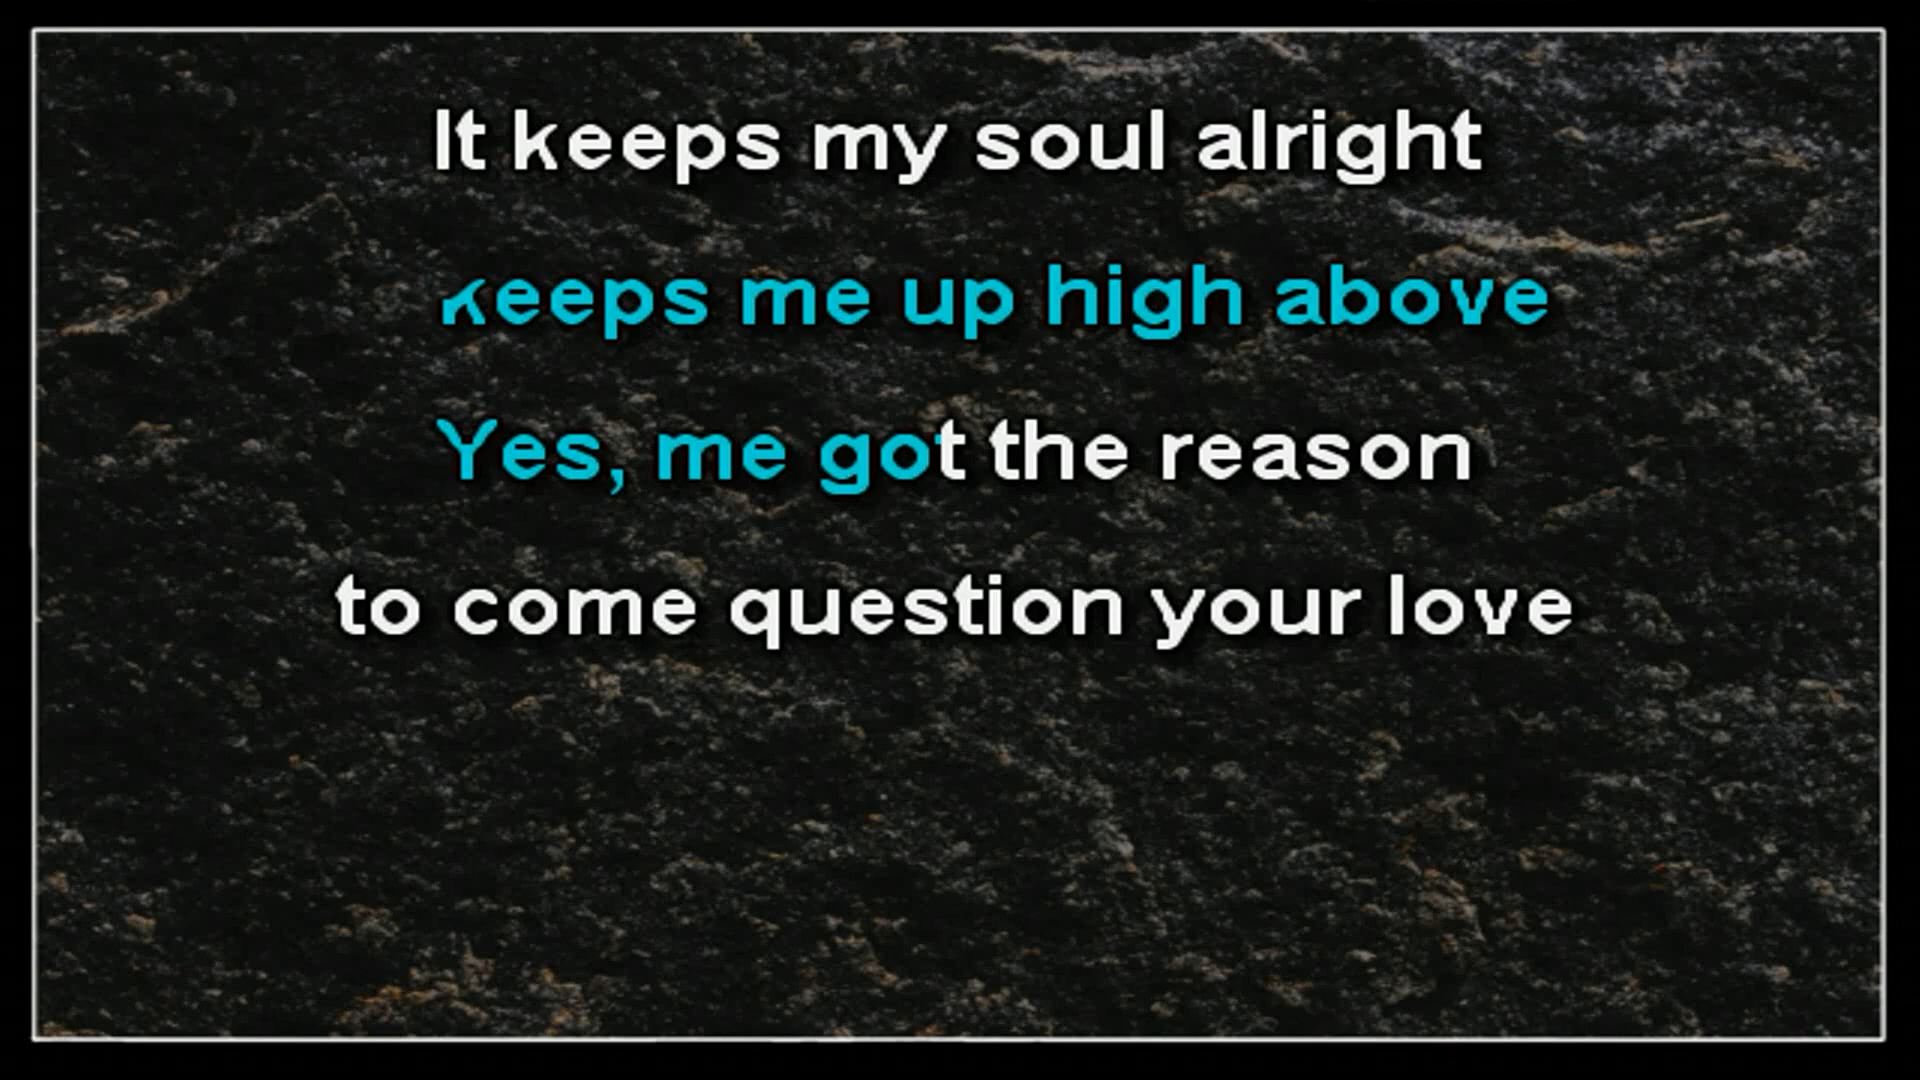 It keeps my soul alright
keeps me up high above
Yes, me got the reason
to come question your love